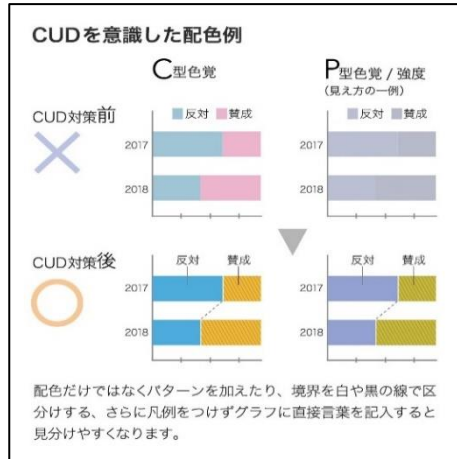 CUDを意識した配色例
C型色覚
P型色覚 / 強度
（見え方の一例）
CUD対策前
反対 賛成
2017
2018
反対 賛成
2017
2018
CUD対策後
反対 賛成
2017
2018
反対 賛成
2017
2018
配色だけではなくパターンを加えたり、境界を白や黒の線で区
分けする、さらに凡例をつけずグラフに直接言葉を記入すると
見分けやすくなります。